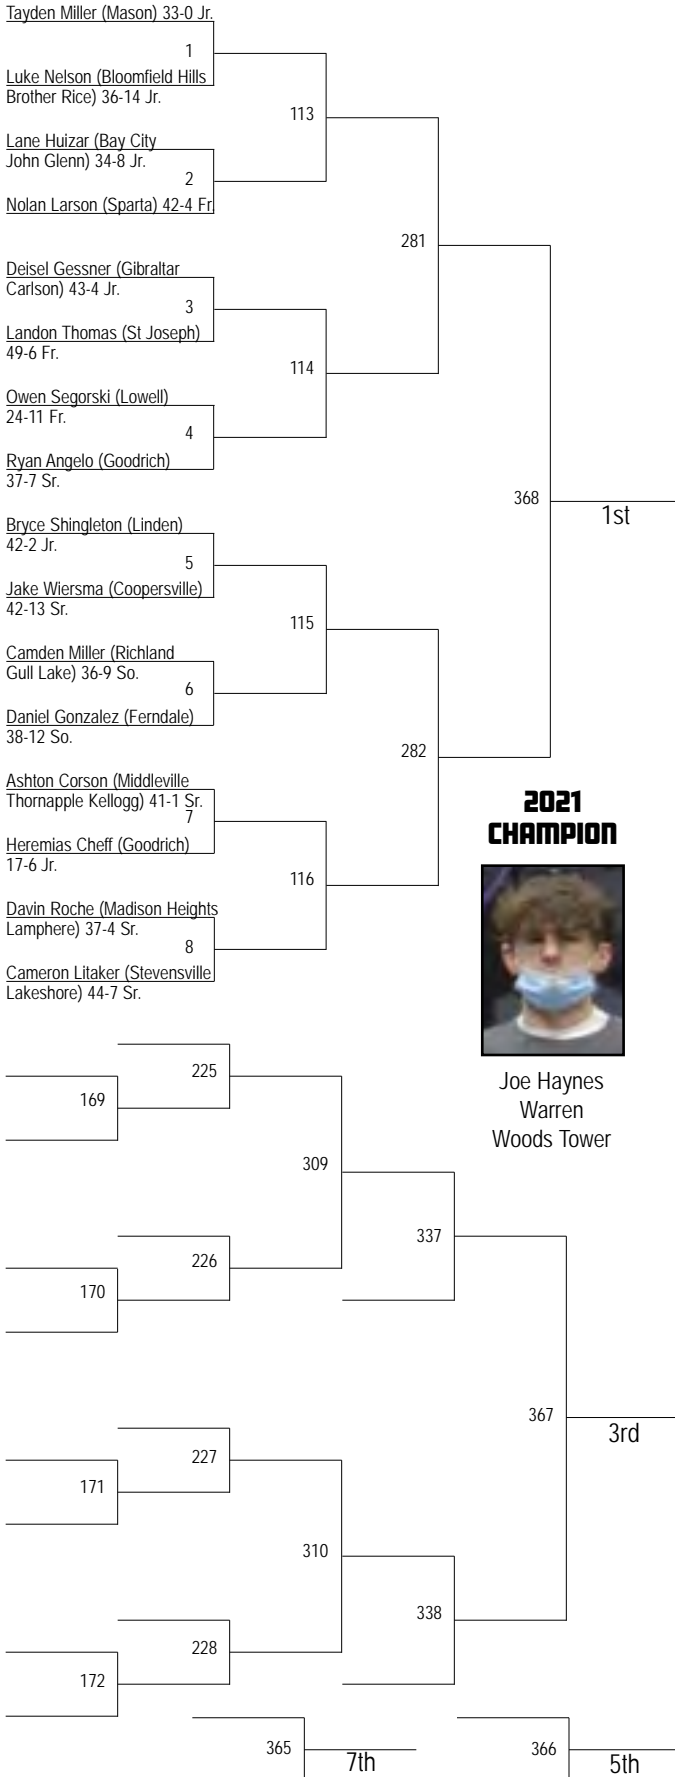 Tayden Miller (Mason) 33-0 Jr.
1
Luke Nelson (Bloomfield Hills
Brother Rice) 36-14 Jr.
113
Lane Huizar (Bay City
John Glenn) 34-8 Jr.
2
Nolan Larson (Sparta) 42-4 Fr.
281
Deisel Gessner (Gibraltar
Carlson) 43-4 Jr.
3
Landon Thomas (St Joseph)
49-6 Fr.
114
Owen Segorski (Lowell)
24-11 Fr.
4
Ryan Angelo (Goodrich)
37-7 Sr.
368
1st
Bryce Shingleton (Linden)
42-2 Jr.
5
Jake Wiersma (Coopersville)
42-13 Sr.
115
Camden Miller (Richland
Gull Lake) 36-9 So.
6
Daniel Gonzalez (Ferndale)
38-12 So.
282
Ashton Corson (Middleville
Thornapple Kellogg) 41-1 Sr.
7
Heremias Cheff (Goodrich)
17-6 Jr.
116
Davin Roche (Madison Heights
Lamphere) 37-4 Sr.
8
Cameron Litaker (Stevensville
Lakeshore) 44-7 Sr.
2021
CHAMPION
Joe Haynes
Warren
Woods Tower
225
169
309
226
170
337
367
3rd
227
171
310
338
228
172
365
7th
366
5th